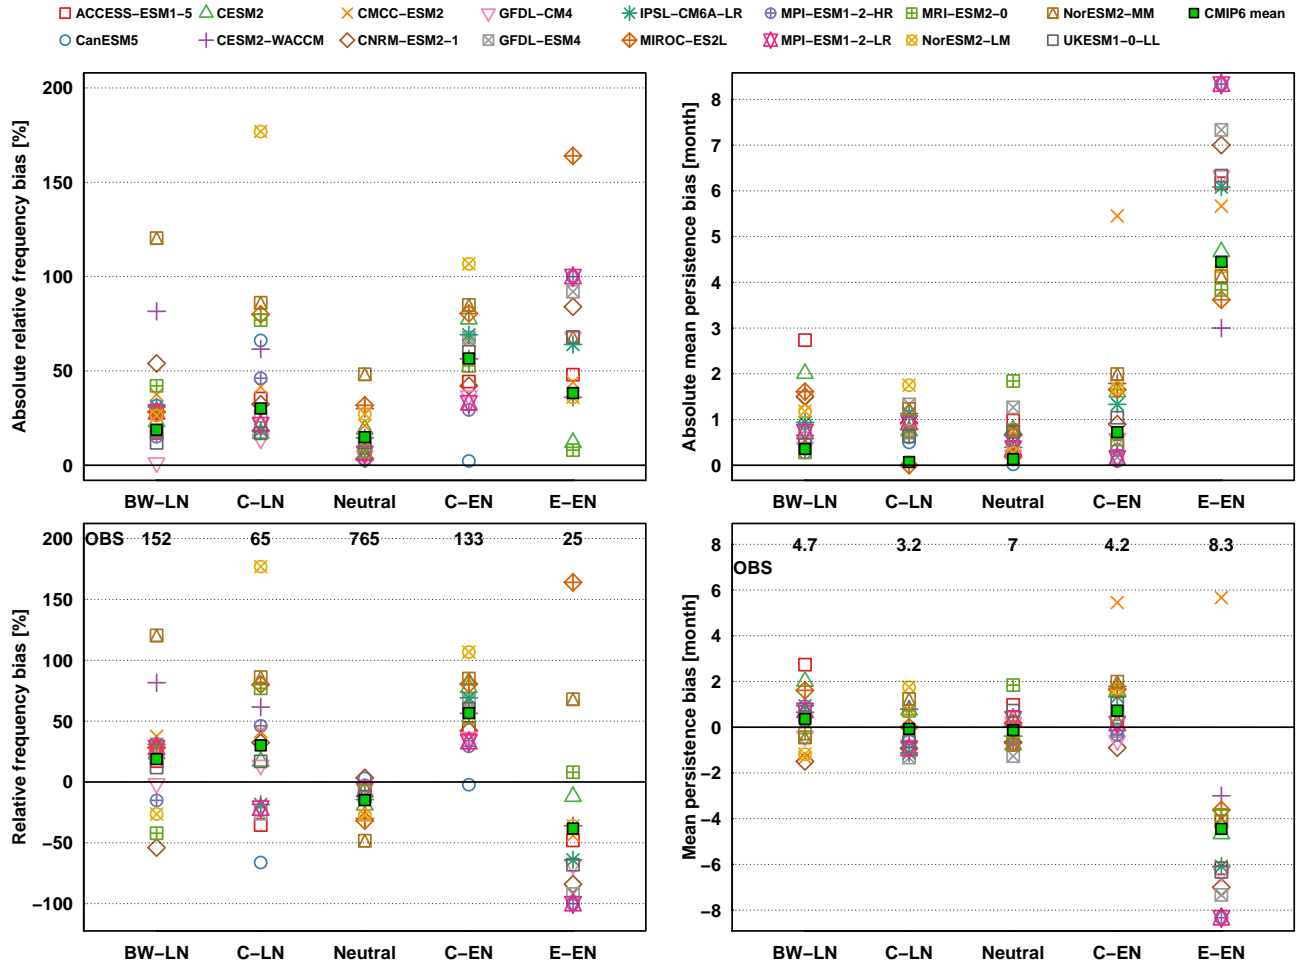 ACCESS−ESM1−5 CESM2 CMCC−ESM2 GFDL−CM4 IPSL−CM6A−LR MPI−ESM1−2−HR MRI−ESM2−0 NorESM2−MM CMIP6 mean
CanESM5 CESM2−WACCM CNRM−ESM2−1 GFDL−ESM4 MIROC−ES2L MPI−ESM1−2−LR NorESM2−LM UKESM1−0−LL
Absolute relative frequency bias [%]
200
150
100
50
0
BW−LN C−LN Neutral C−EN E−EN
Absolute mean persistence bias [month]
8
7
6
5
4
3
2
1
0
BW−LN C−LN Neutral C−EN E−EN
Relative frequency bias [%]
OBS 152 65 765 133 25
200
150
100
50
0
−50
−100
BW−LN C−LN Neutral C−EN E−EN
Mean persistence bias [month]
4.7 3.2 7 4.2 8.3
OBS
8
6
4
2
0
−2
−4
−6
−8
BW−LN C−LN Neutral C−EN E−EN